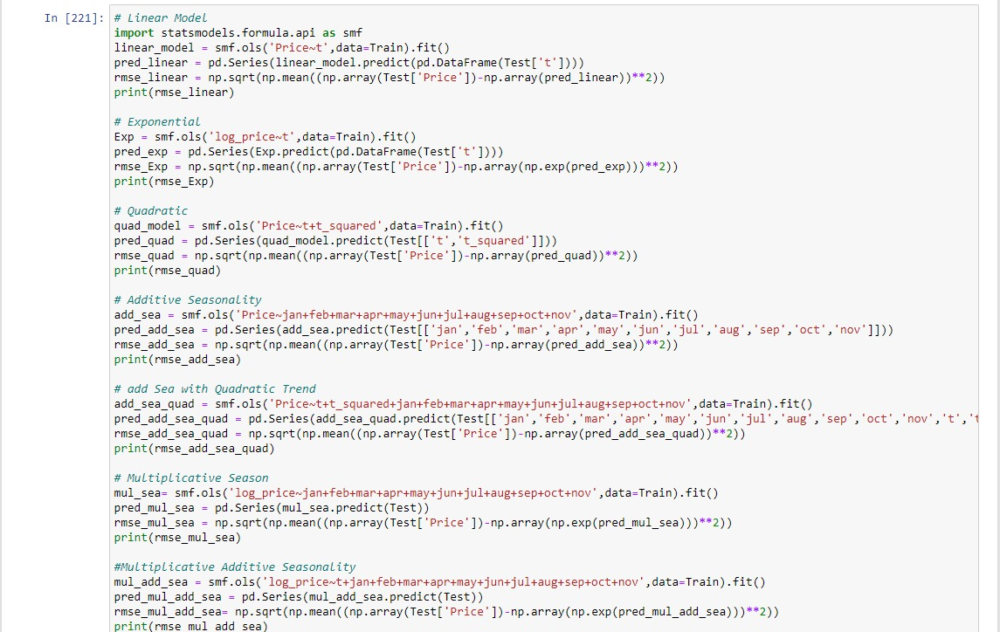 In [221]:
# Linear Model
import statsmodels.formula.api as smf
linear_model = smf.ols('Price~t',data=Train).fit()
pred_linear = pd.Series(linear_model.predict(pd.DataFrame(Test['t'])))
rmse_linear = np.sqrt(np.mean((np.array(Test['Price'])-np.array(pred_linear))**2))
print(rmse_linear)
# Exponential
Exp = smf.ols('log_price~t',data=Train).fit()
pred_exp = pd.Series(Exp.predict(pd.DataFrame(Test['t'])))
rmse_Exp = np.sqrt(np.mean((np.array(Test['Price'])-np.array(np.exp(pred_exp)))**2))
print(rmse_Exp)
# Quadratic
quad_model = smf.ols('Price~t+t_squared',data=Train).fit()
pred_quad = pd.Series(quad_model.predict(Test[['t','t_squared']]))
rmse_quad = np.sqrt(np.mean((np.array(Test['Price'])-np.array(pred_quad))**2))
print(rmse_quad)
# Additive Seasonality
add_sea = smf.ols('Price~jan+feb+mar+apr+may+jun+jul+aug+sep+oct+nov',data=Train).fit()
pred_add_sea = pd.Series(add_sea.predict(Test[['jan','feb','mar','apr','may','jun','jul','aug','sep','oct','nov']]))
rmse_add_sea = np.sqrt(np.mean((np.array(Test['Price'])-np.array(pred_add_sea))**2))
print(rmse_add_sea)
# add Sea with Quadratic Trend
add_sea_quad = smf.ols('Price~t+t_squared+jan+feb+mar+apr+may+jun+jul+aug+sep+oct+nov',data=Train).fit()
pred_add_sea_quad = pd.Series(add_sea_quad.predict(Test[['jan','feb','mar','apr','may','jun','jul','aug','sep','oct','nov','t','t
rmse_add_sea_quad = np.sqrt(np.mean((np.array(Test['Price'])-np.array(pred_add_sea_quad))**2))
print(rmse_add_sea_quad)
# Multiplicative Season
mul_sea= smf.ols('log_price~jan+feb+mar+apr+may+jun+jul+aug+sep+oct+nov',data=Train).fit()
pred_mul_sea = pd.Series(mul_sea.predict(Test))
rmse_mul_sea = np.sqrt(np.mean((np.array(Test['Price'])-np.array(np.exp(pred_mul_sea)))**2))
print(rmse_mul_sea)
#Multiplicative Additive Seasonality
mul_add_sea = smf.ols('log_price~t+jan+feb+mar+apr+may+jun+jul+aug+sep+oct+nov',data=Train).fit()
pred_mul_add_sea = pd.Series(mul_add_sea.predict(Test))
rmse_mul_add_sea= np.sqrt(np.mean((np.array(Test['Price'])-np.array(np.exp(pred_mul_add_sea)))**2))
print(rmse_mul_add_sea)